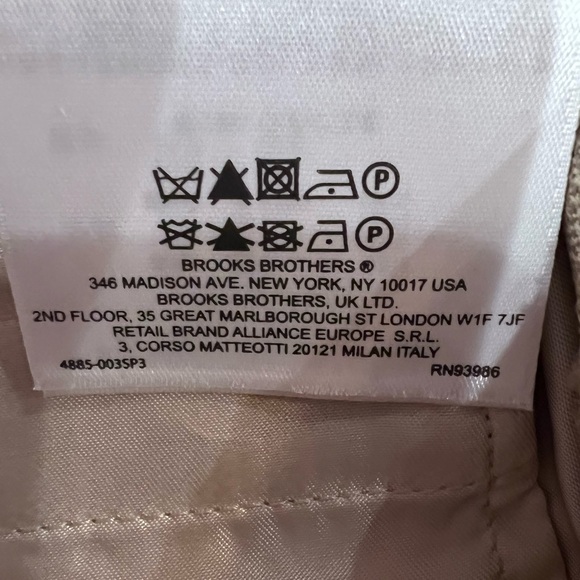 P
P
BROOKS BROTHERS ®
346 MADISON AVE. NEW YORK, NY 10017 USA
BROOKS BROTHERS, UK LTD.
2ND FLOOR, 35 GREAT MARLBOROUGH ST LONDON W1F 7JF
RETAIL BRAND ALLIANCE EUROPE S.R.L.
3, CORSO MATTEOTTI 20121 MILAN ITALY
4885-003SP3 RN93986